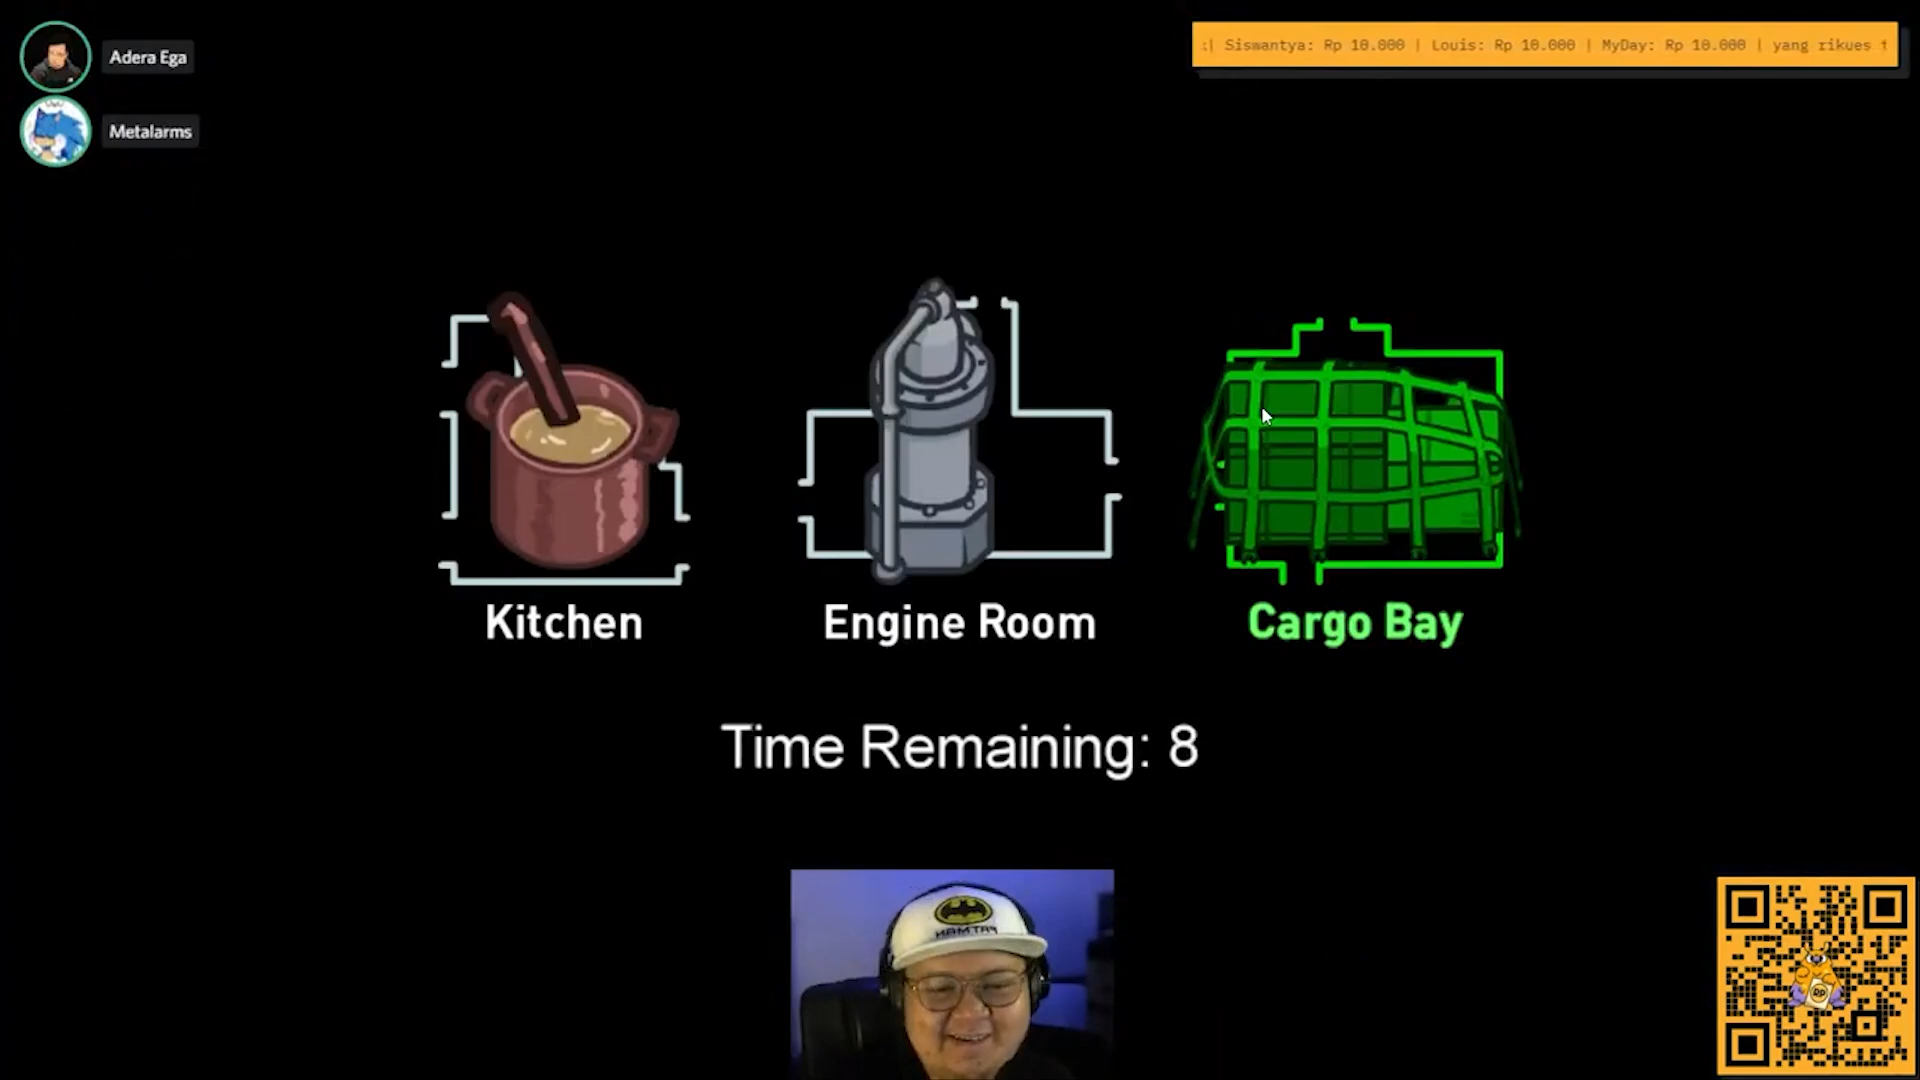 Adera Ega
:| Siswantya: Rp 10.000 | Louis: Rp 10.000 | MyDay: Rp 10.000 | yang rikues
Metalarms
Kitchen
Engine Room
Cargo Bay
Time Remaining: 8
RP